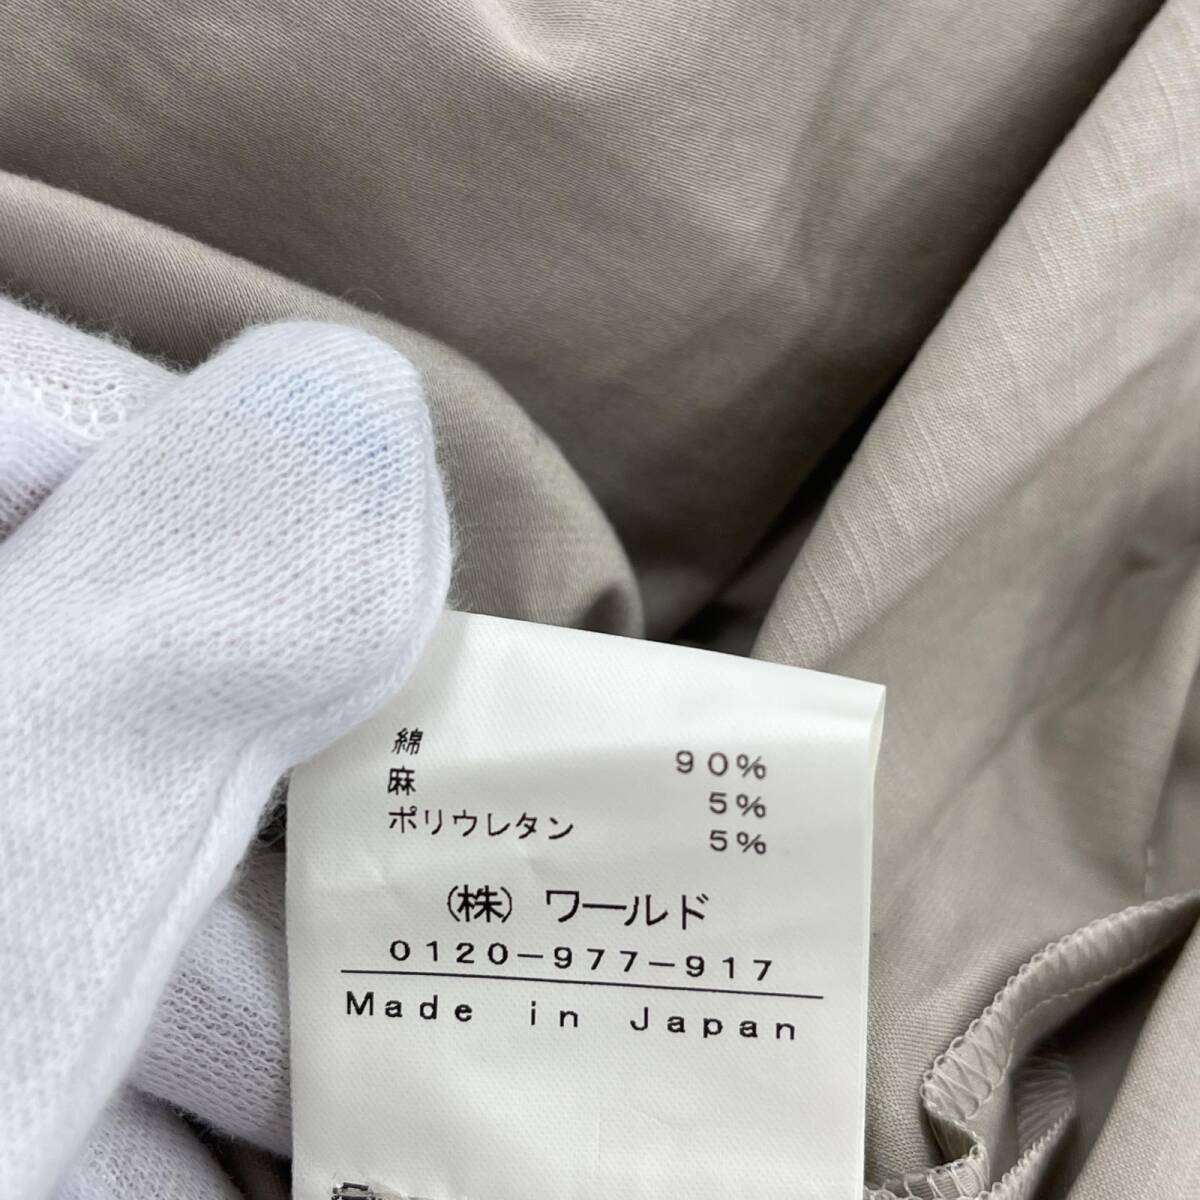 綿 90%
麻 5%
ポリウレタン 5%
(株) ワールド
0120-977-917
Made in Japan